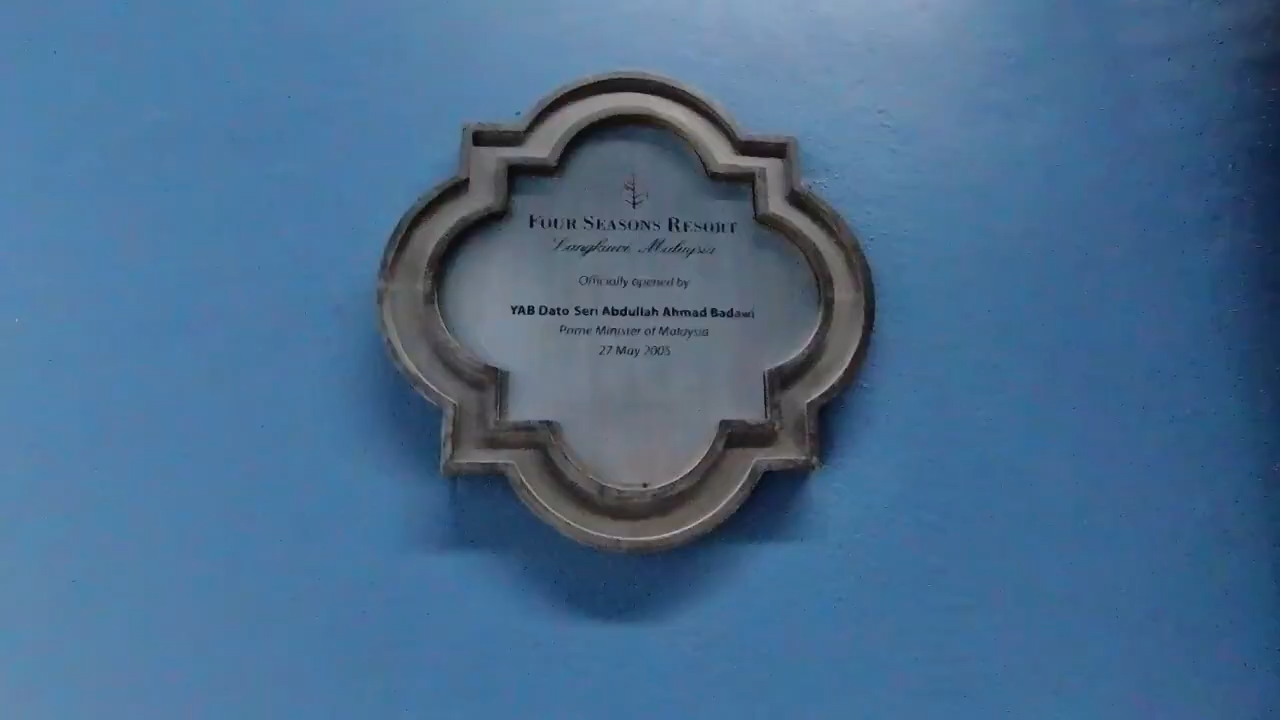 FOUR SEASONS RESORT
Langkawi Malaysia
Officially opened by
YAB Dato Seri Abdullah Ahmad Badawi
Prime Minister of Malaysia
27 May 2005